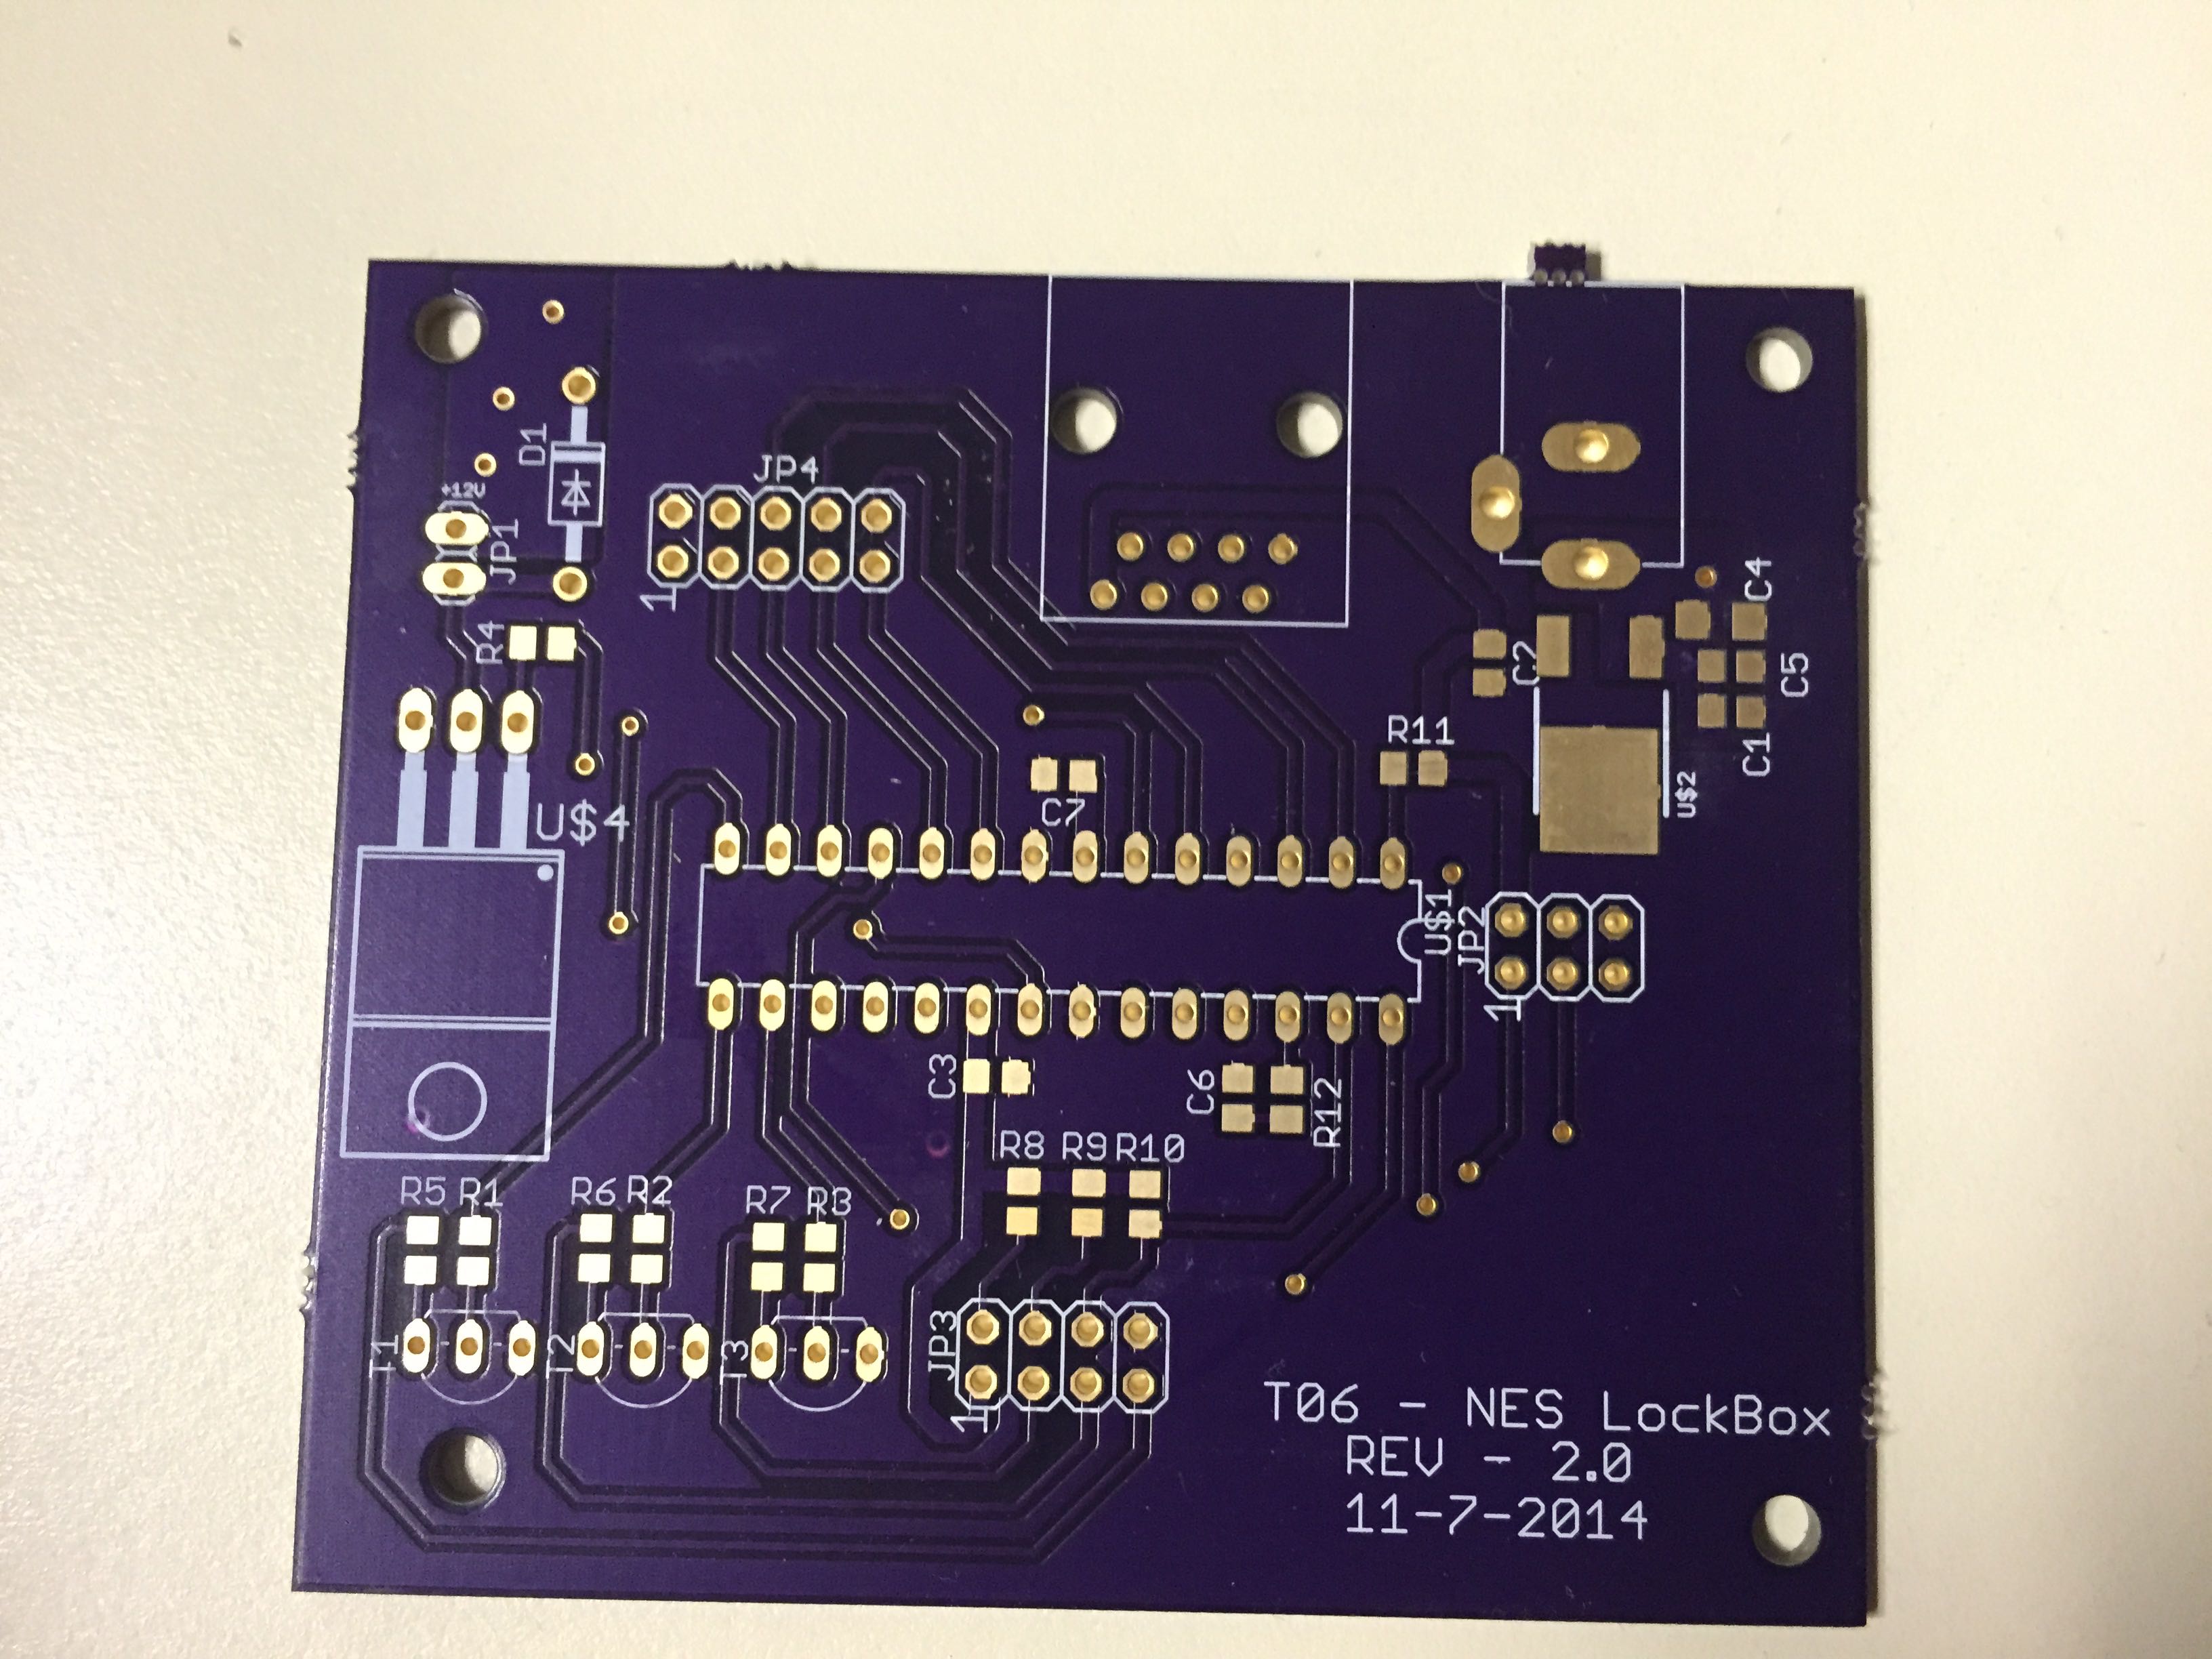 D1
JP4
+12V
JP1
1
R4
C4
C2
C5
R11
C1
U$2
C7
U$4
U$1
JP2
1
C3
C6
R12
R8 R9 R10
R5 R1 R6 R2 R7 R3
T1 T2 T3
JP3
1
T06 - NES LockBox
REV - 2.0
11-7-2014